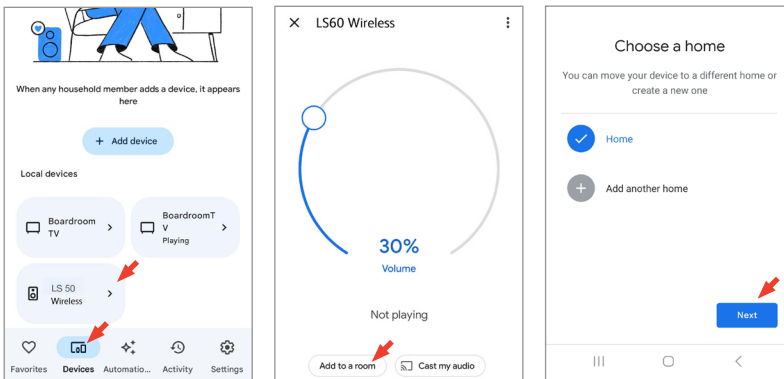 When any household member adds a device, it appears
here
+ Add device
Local devices
Boardroom
TV
BoardroomT
V
Playing
LS 50
Wireless
Favorites
Devices
Automatio...
Activity
Settings
LS60 Wireless
30%
Volume
Not playing
Add to a room
Cast my audio
Choose a home
You can move your device to a different home or
create a new one
Home
Add another home
Next